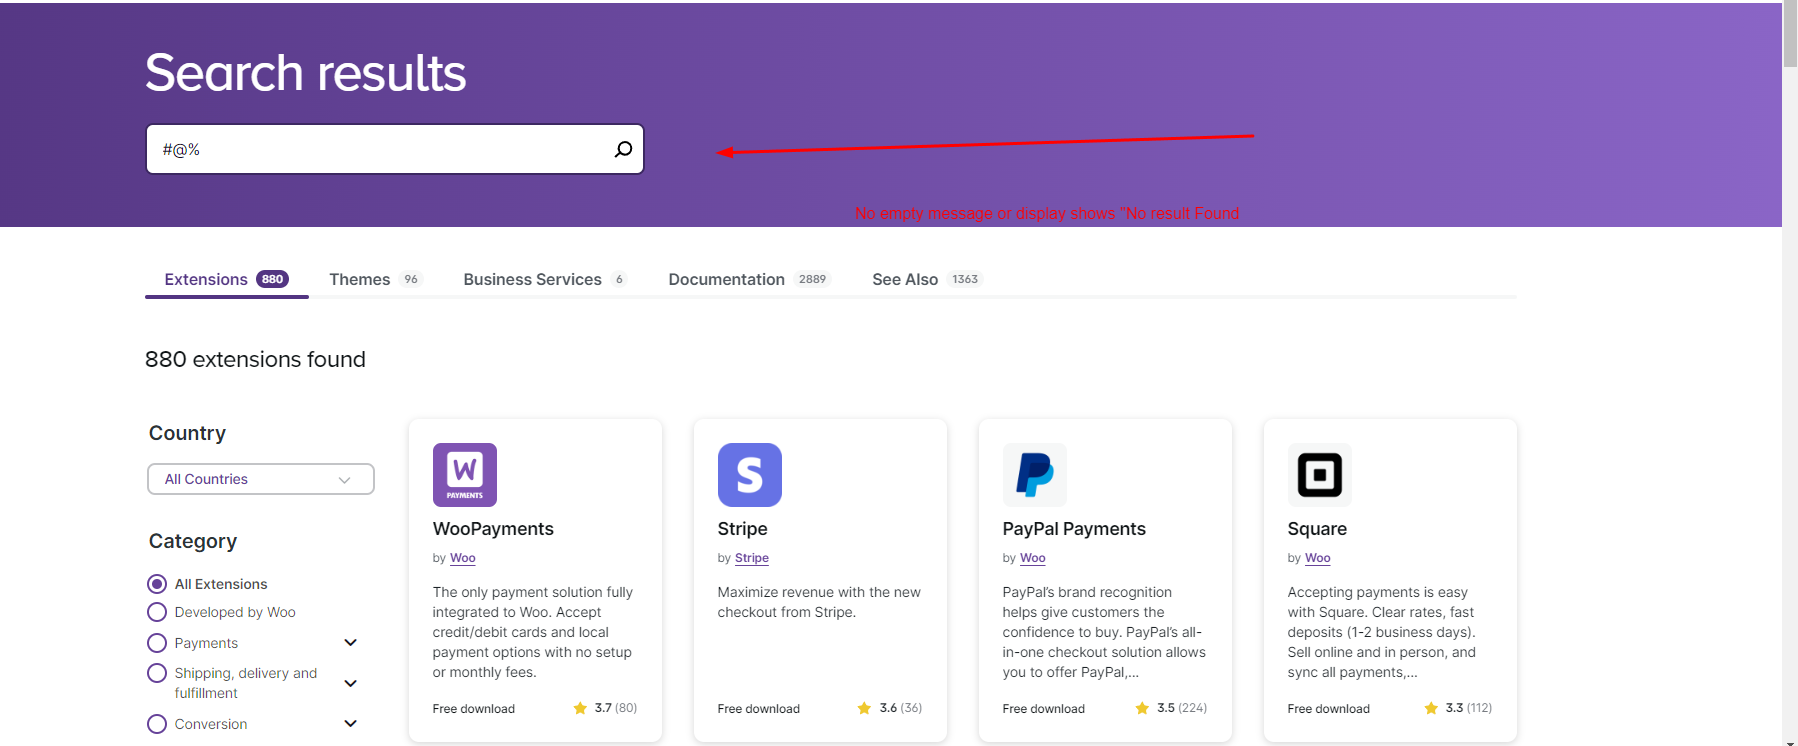 Search results
#@%
No empty message or display shows "No result Found
Extensions 880 Themes 96 Business Services 6 Documentation 2889 See Also 1363
880 extensions found
Country
All Countries
Category
All Extensions
Developed by Woo
Payments
Shipping, delivery and
fulfillment
Conversion
W
PAYMENTS
WooPayments
by Woo
The only payment solution fully
integrated to Woo. Accept
credit/debit cards and local
payment options with no setup
or monthly fees.
Free download 3.7 (80)
S
Stripe
by Stripe
Maximize revenue with the new
checkout from Stripe.
Free download 3.6 (36)
PayPal Payments
by Woo
PayPal’s brand recognition
helps give customers the
confidence to buy. PayPal’s all-
in-one checkout solution allows
you to offer PayPal,...
Free download 3.5 (224)
Square
by Woo
Accepting payments is easy
with Square. Clear rates, fast
deposits (1-2 business days).
Sell online and in person, and
sync all payments,...
Free download 3.3 (112)